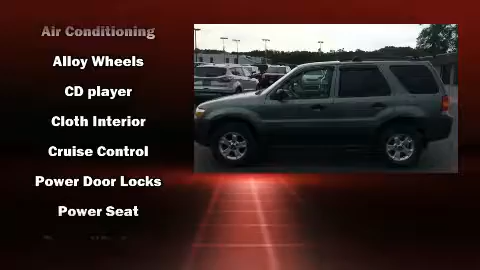 Air Conditioning
Alloy Wheels
CD player
Cloth Interior
Cruise Control
Power Door Locks
Power Seat